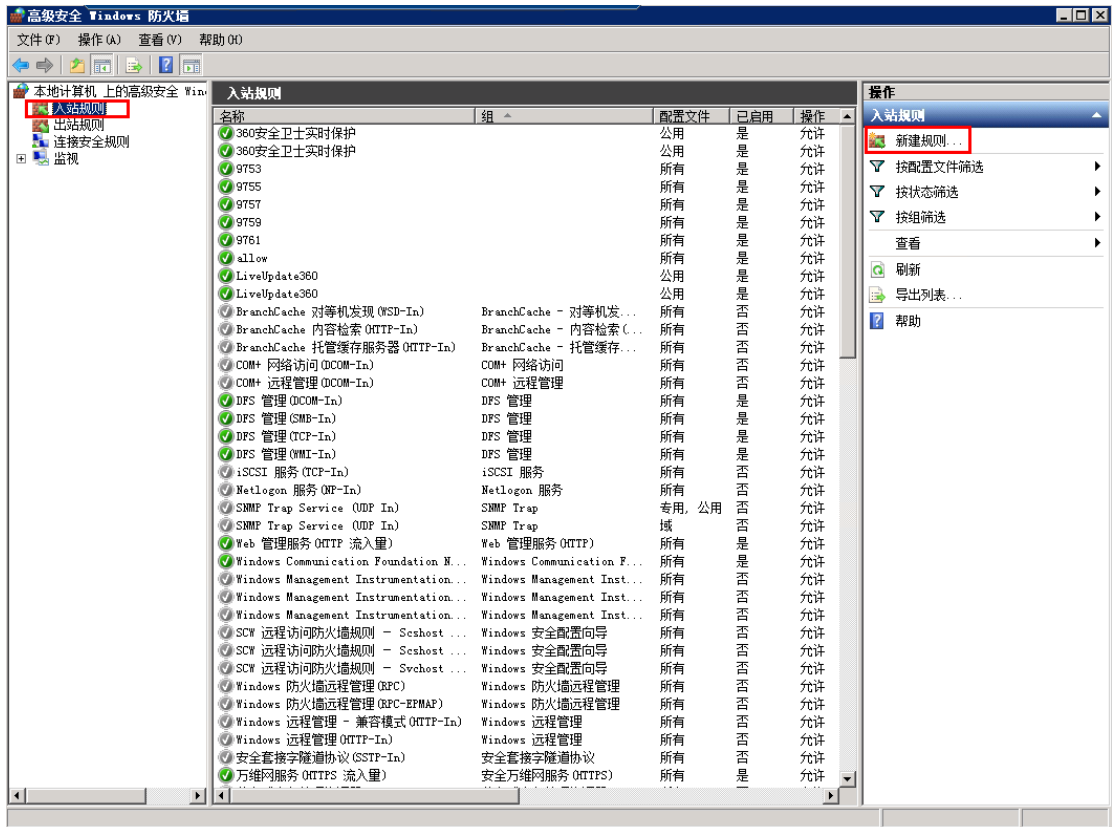 高级安全 Windows 防火墙
文件(F) 操作(A) 查看(V) 帮助(H)
本地计算机 上的高级安全 Win
入站规则
出站规则
连接安全规则
监视
入站规则
名称 组 配置文件 已启用 操作
360安全卫士实时保护 公用 是 允许
360安全卫士实时保护 公用 是 允许
9753 所有 是 允许
9755 所有 是 允许
9757 所有 是 允许
9759 所有 是 允许
9761 所有 是 允许
allow 所有 是 允许
LiveUpdate360 公用 是 允许
LiveUpdate360 公用 是 允许
BranchCache 对等机发现(WSD-In) BranchCache - 对等机发... 所有 否 允许
BranchCache 内容检索(HTTP-In) BranchCache - 内容检索(... 所有 否 允许
BranchCache 托管缓存服务器(HTTP-In) BranchCache - 托管缓存... 所有 否 允许
COM+ 网络访问(DCOM-In) COM+ 网络访问 所有 否 允许
COM+ 远程管理(DCOM-In) COM+ 远程管理 所有 否 允许
DFS 管理(DCOM-In) DFS 管理 所有 是 允许
DFS 管理(SMB-In) DFS 管理 所有 是 允许
DFS 管理(TCP-In) DFS 管理 所有 是 允许
DFS 管理(WMI-In) DFS 管理 所有 是 允许
iSCSI 服务(TCP-In) iSCSI 服务 所有 否 允许
Netlogon 服务(NP-In) Netlogon 服务 所有 否 允许
SNMP Trap Service (UDP In) SNMP Trap 专用, 公用 否 允许
SNMP Trap Service (UDP In) SNMP Trap 域 否 允许
Web 管理服务(HTTP 流入量) Web 管理服务(HTTP) 所有 是 允许
Windows Communication Foundation N... Windows Communication F... 所有 是 允许
Windows Management Instrumentation... Windows Management Inst... 所有 否 允许
Windows Management Instrumentation... Windows Management Inst... 所有 否 允许
Windows Management Instrumentation... Windows Management Inst... 所有 否 允许
SCW 远程访问防火墙规则 - Scshost ... Windows 安全配置向导 所有 否 允许
SCW 远程访问防火墙规则 - Scshost ... Windows 安全配置向导 所有 否 允许
SCW 远程访问防火墙规则 - Svchost ... Windows 安全配置向导 所有 否 允许
Windows 防火墙远程管理(RPC) Windows 防火墙远程管理 所有 否 允许
Windows 防火墙远程管理(RPC-EPMAP) Windows 防火墙远程管理 所有 否 允许
Windows 远程管理 - 兼容模式(HTTP-In) Windows 远程管理 所有 否 允许
Windows 远程管理(HTTP-In) Windows 远程管理 所有 否 允许
安全套接字隧道协议(SSTP-In) 安全套接字隧道协议 所有 否 允许
万维网服务(HTTPS 流入量) 安全万维网服务(HTTPS) 所有 是 允许
操作
入站规则
新建规则...
按配置文件筛选
按状态筛选
按组筛选
查看
刷新
导出列表...
帮助